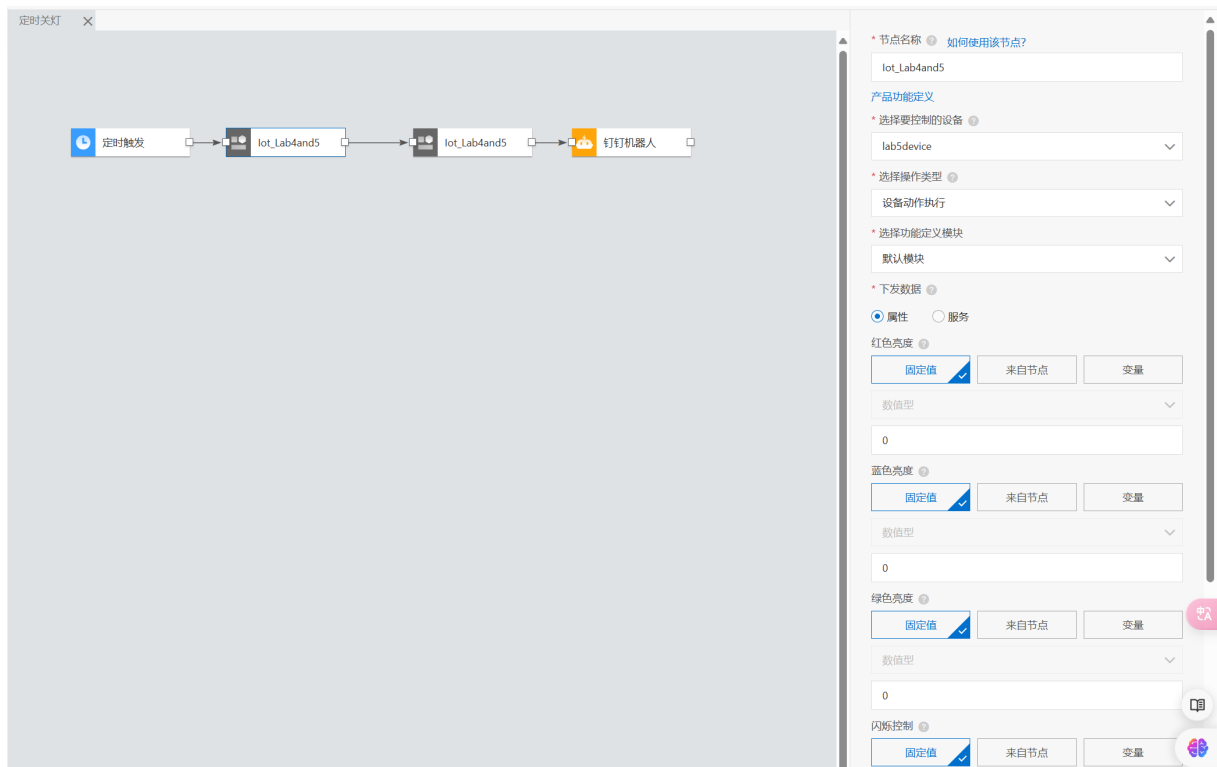 定时关灯
定时触发
Iot_Lab4and5
Iot_Lab4and5
钉钉机器人
* 节点名称 如何使用该节点?
Iot_Lab4and5
产品功能定义
* 选择要控制的设备
lab5device
* 选择操作类型
设备动作执行
* 选择功能定义模块
默认模块
* 下发数据
属性 服务
红色亮度
固定值 来自节点 变量
数值型
0
蓝色亮度
固定值 来自节点 变量
数值型
0
绿色亮度
固定值 来自节点 变量
数值型
0
闪烁控制
固定值 来自节点 变量